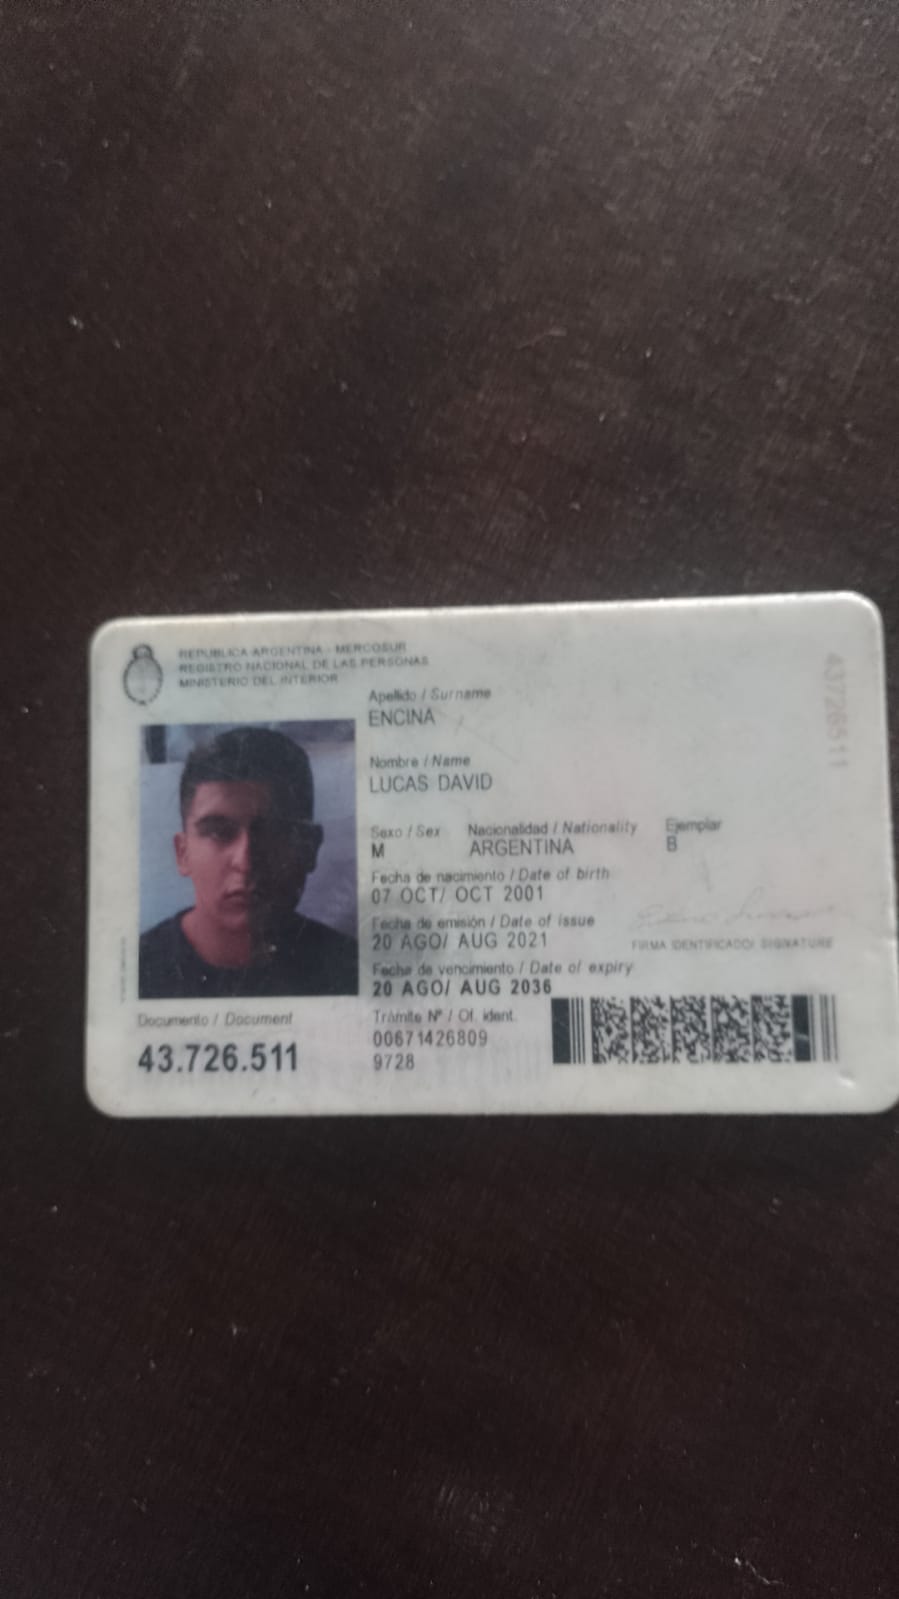 REPUBLICA ARGENTINA - MERCOSUR
REGISTRO NACIONAL DE LAS PERSONAS
MINISTERIO DEL INTERIOR
Apellido / Surname
ENCINA
Nombre / Name
LUCAS DAVID
Sexo / Sex Nacionalidad / Nationality Ejemplar
M ARGENTINA B
Fecha de nacimiento / Date of birth
07 OCT/ OCT 2001
Fecha de emisión / Date of issue
20 AGO/ AUG 2021
FIRMA IDENTIFICADO/ SIGNATURE
Fecha de vencimiento / Date of expiry
20 AGO/ AUG 2036
Documento / Document
43.726.511
Trámite Nº / Of. ident.
00671426809
9728
43726511